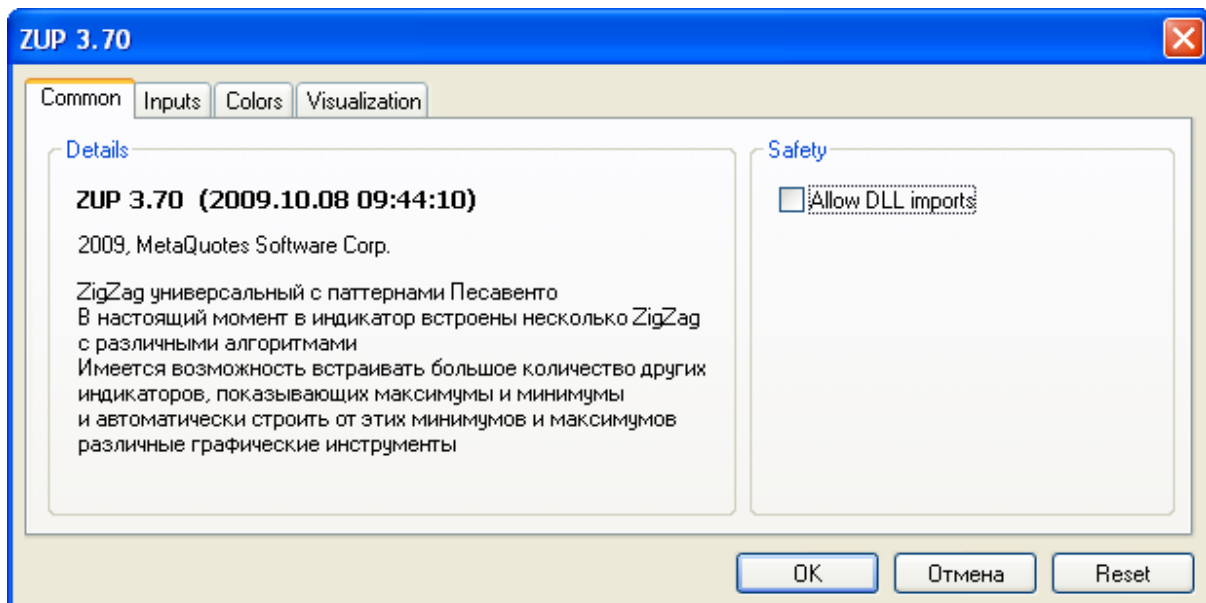 ZUP 3.70
Common Inputs Colors Visualization
Details
ZUP 3.70 (2009.10.08 09:44:10)
2009, MetaQuotes Software Corp.
ZigZag универсальный с паттернами Песавенто
В настоящий момент в индикатор встроены несколько ZigZag
с различными алгоритмами
Имеется возможность встраивать большое количество других
индикаторов, показывающих максимумы и минимумы
и автоматически строить от этих минимумов и максимумов
различные графические инструменты
Safety
Allow DLL imports
OK Отмена Reset